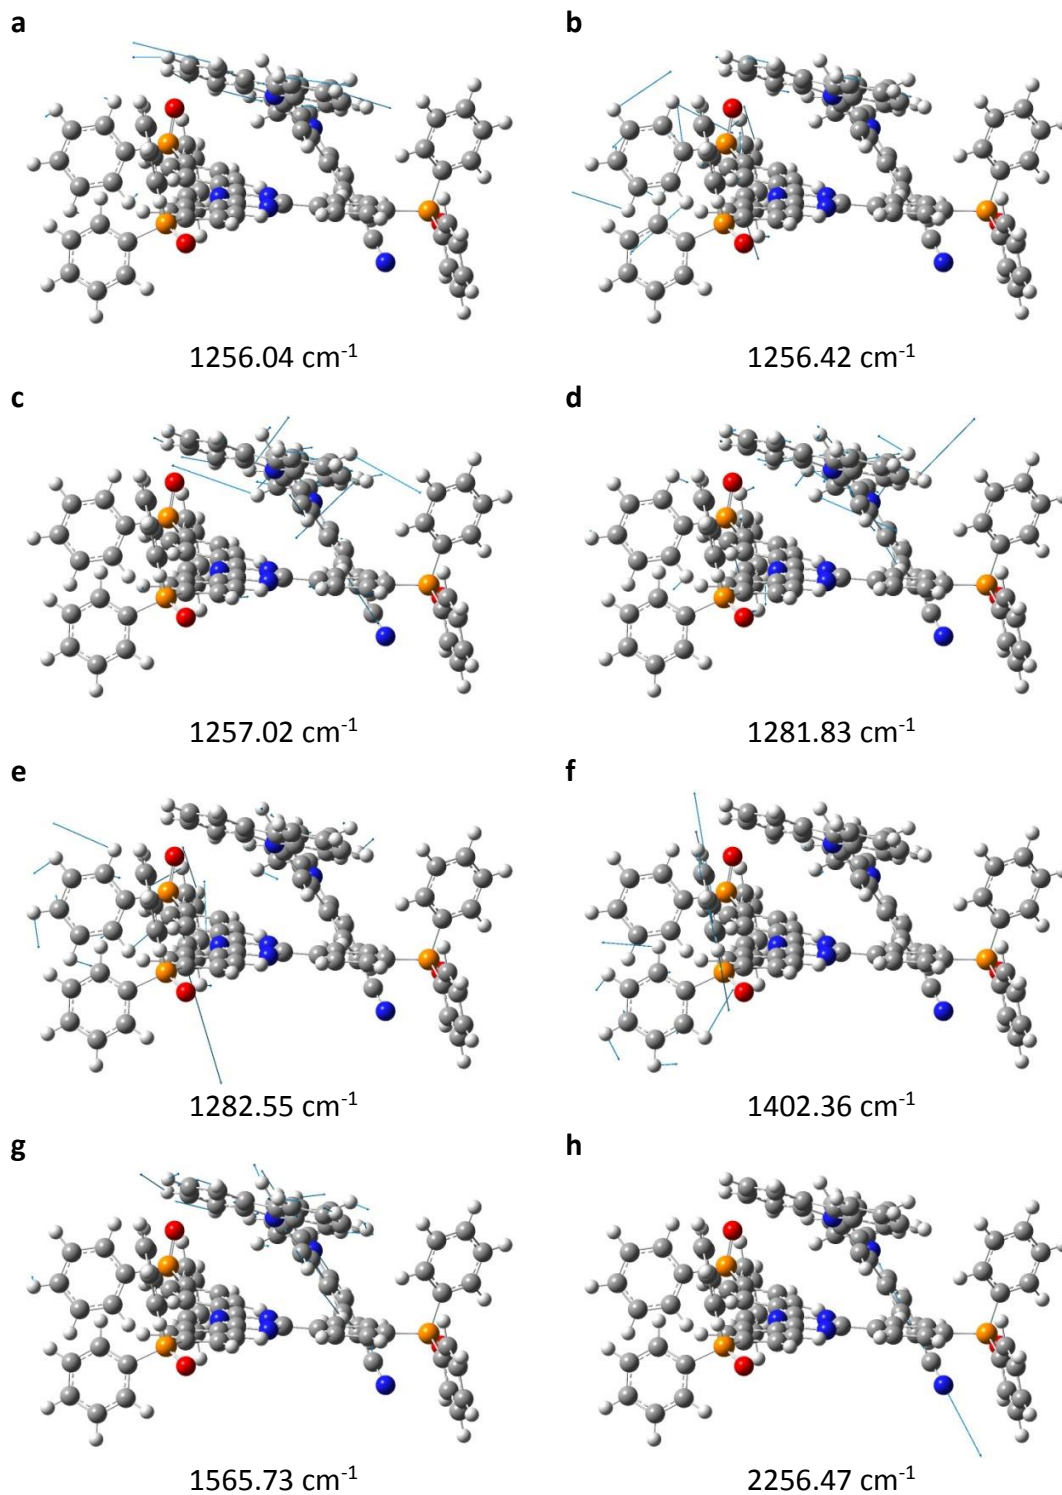 a
b
1256.04 cm⁻¹
1256.42 cm⁻¹
c
d
1257.02 cm⁻¹
1281.83 cm⁻¹
e
f
1282.55 cm⁻¹
1402.36 cm⁻¹
g
h
1565.73 cm⁻¹
2256.47 cm⁻¹